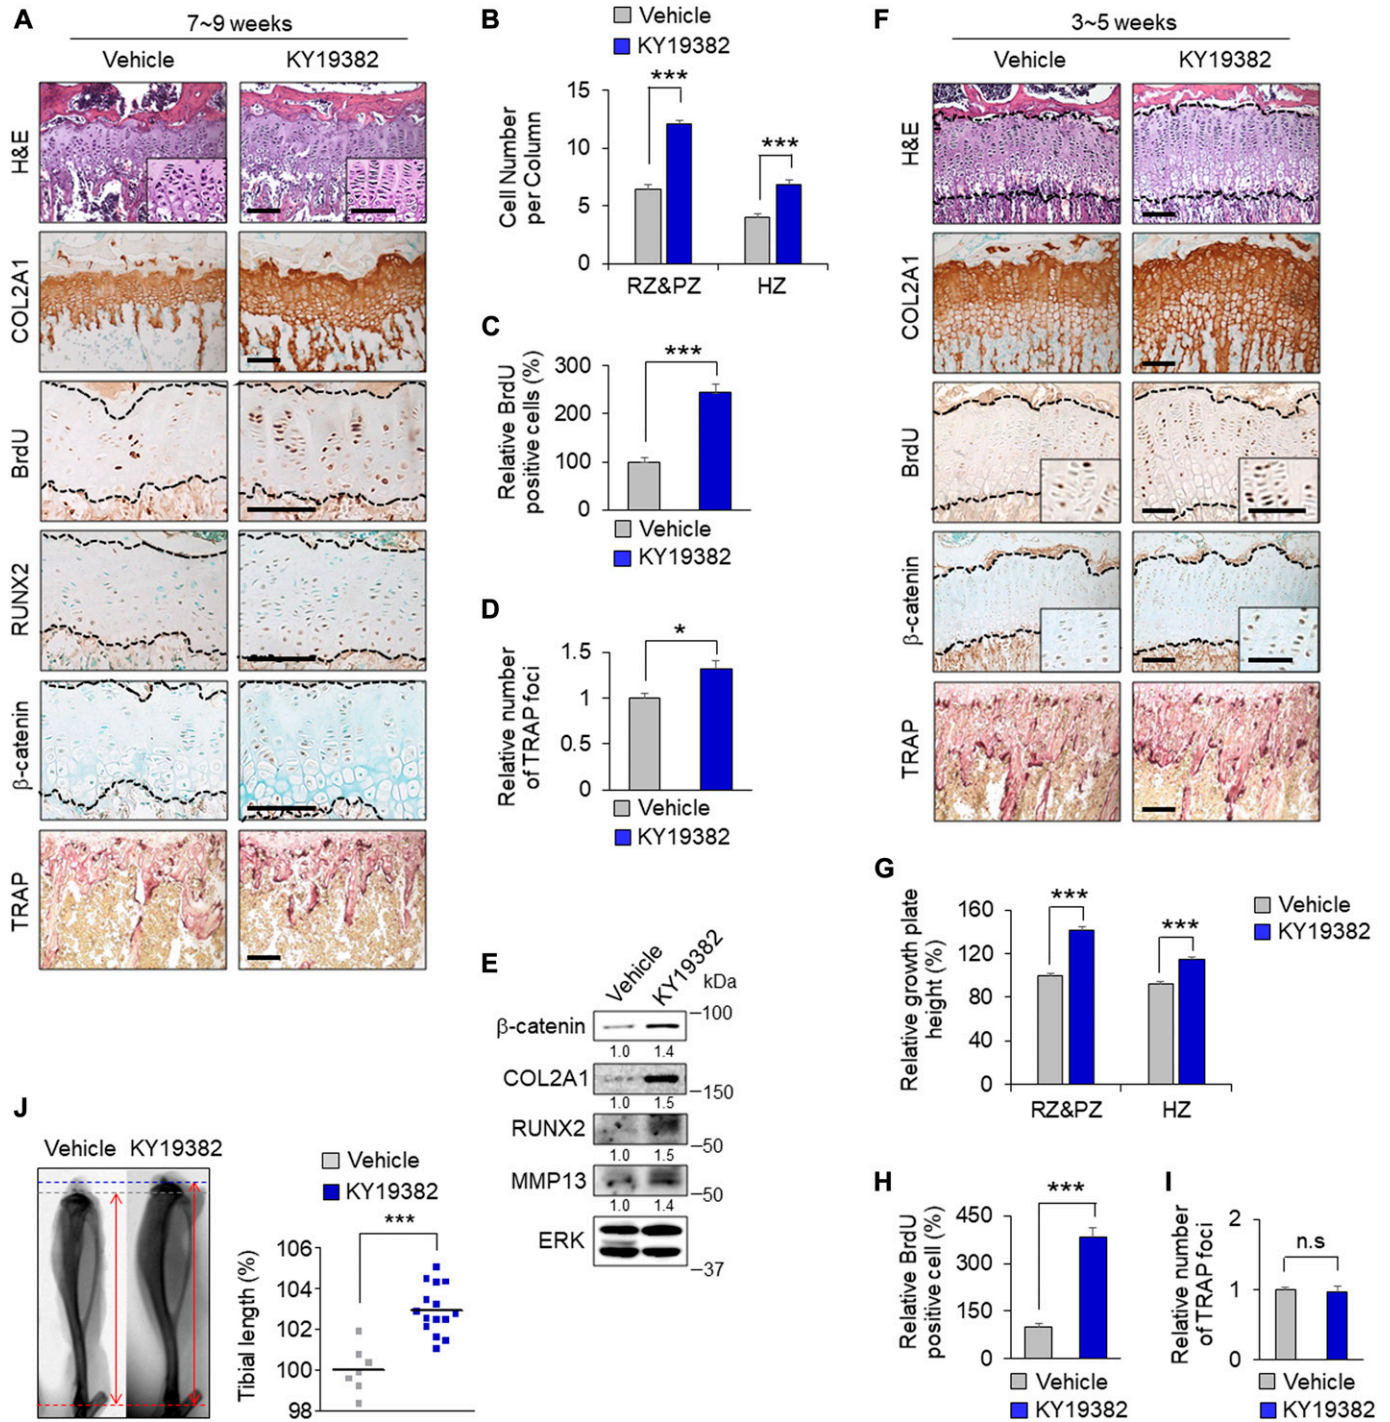 A
7~9 weeks
Vehicle KY19382
H&E
COL2A1
BrdU
RUNX2
β-catenin
TRAP
B
Vehicle
KY19382
Cell Number
per Column
15
10
5
0
***
***
RZ&PZ HZ
C
Relative BrdU
positive cells (%)
300
200
100
0
***
Vehicle
KY19382
D
Relative number
of TRAP foci
1.5
1
0.5
0
*
Vehicle
KY19382
E
Vehicle KY19382 kDa
β-catenin
100
1.0 1.4
COL2A1
150
1.0 1.5
RUNX2
50
1.0 1.5
MMP13
50
1.0 1.4
ERK
37
F
3~5 weeks
Vehicle KY19382
H&E
COL2A1
BrdU
β-catenin
TRAP
G
Relative growth plate
height (%)
160
120
80
40
0
***
***
RZ&PZ HZ
Vehicle
KY19382
H
Relative BrdU
positive cell (%)
450
300
150
0
***
Vehicle
KY19382
I
Relative number
of TRAP foci
2
1
0
n.s
Vehicle
KY19382
J
Vehicle KY19382
Vehicle
KY19382
***
Tibial length (%)
106
104
102
100
98